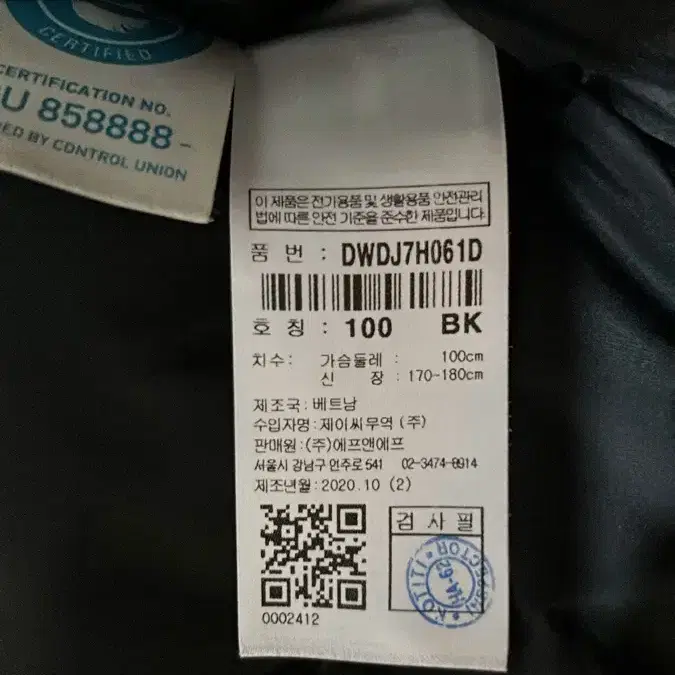 CERTIFIED
CERTIFICATION NO.
CU 858888 -
ED BY CONTROL UNION
이 제품은 전기용품 및 생활용품 안전관리
법에 따른 안전 기준을 준수한 제품입니다.
품 번 : DWDJ7H061D
호 칭 : 100 BK
치수 : 가슴둘레 : 100cm
신 장 : 170-180cm
제조국 : 베트남
수입자명 : 제이씨무역 (주)
판매원 : (주)에프앤에프
서울시 강남구 언주로 541 02-3474-8914
제조년월 : 2020.10 (2)
검 사 필
KOTITI
HA-62
0002412